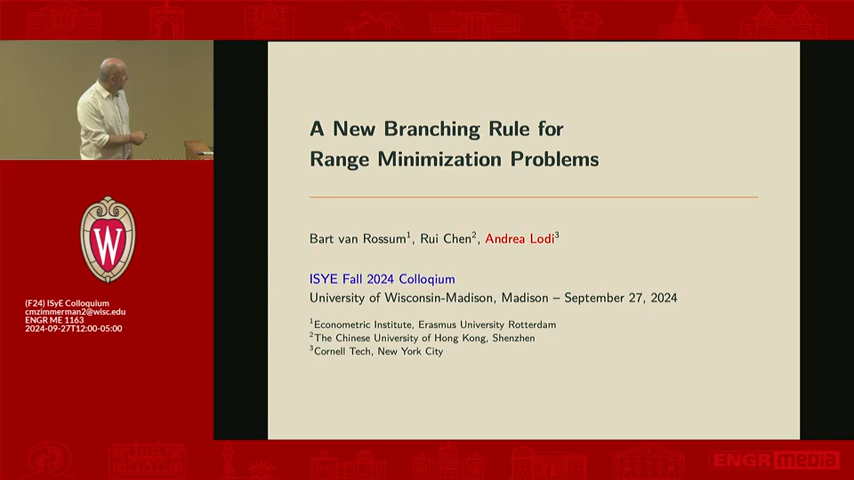 A New Branching Rule for
Range Minimization Problems
Bart van Rossum¹, Rui Chen², Andrea Lodi³
ISYE Fall 2024 Colloqium
University of Wisconsin-Madison, Madison – September 27, 2024
¹Econometric Institute, Erasmus University Rotterdam
²The Chinese University of Hong Kong, Shenzhen
³Cornell Tech, New York City
W
(F24) ISyE Colloquium
cmzimmerman2@wisc.edu
ENGR ME 1163
2024-09-27T12:00-05:00
ENGR media